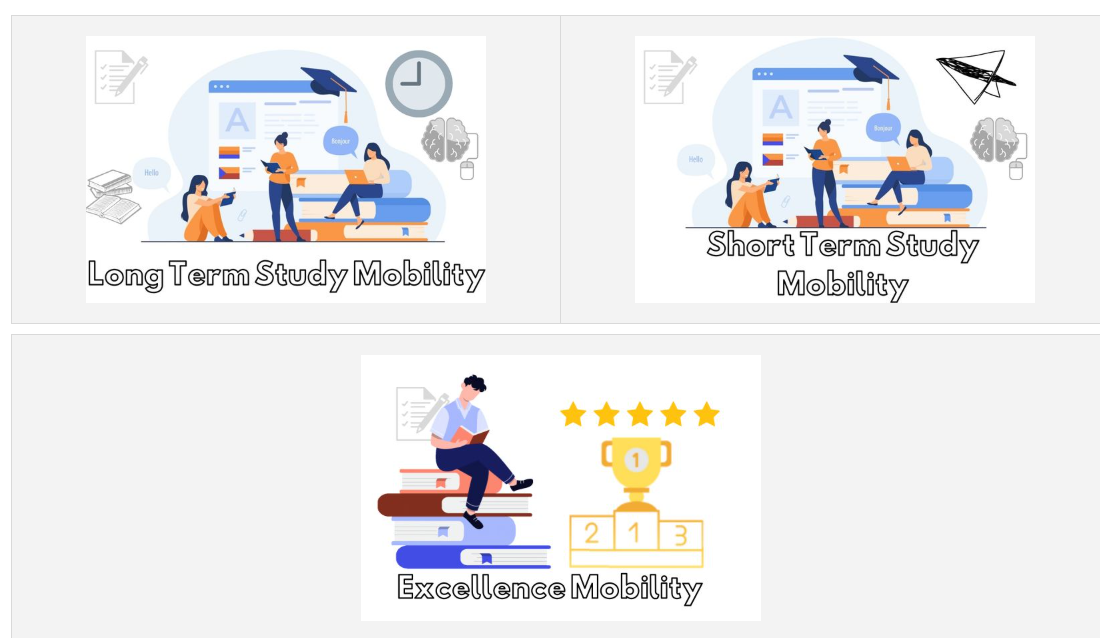 A
Bonjour
Hello
Long Term Study Mobility
A
Bonjour
Hello
Short Term Study
Mobility
1
2 1 3
Excellence Mobility